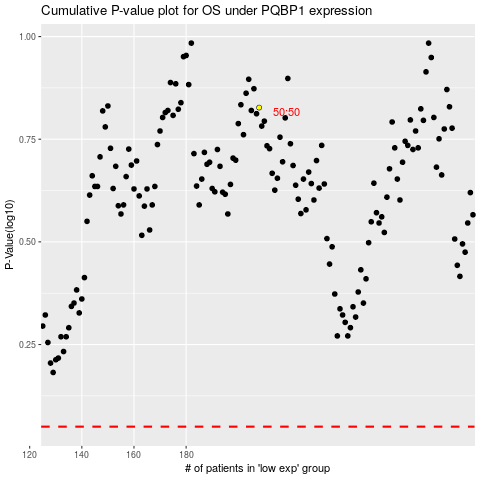 Cumulative P-value plot for OS under PQBP1 expression
1.00
0.75
0.50
0.25
P-Value(log10)
50:50
120 140 160 180
# of patients in 'low exp' group